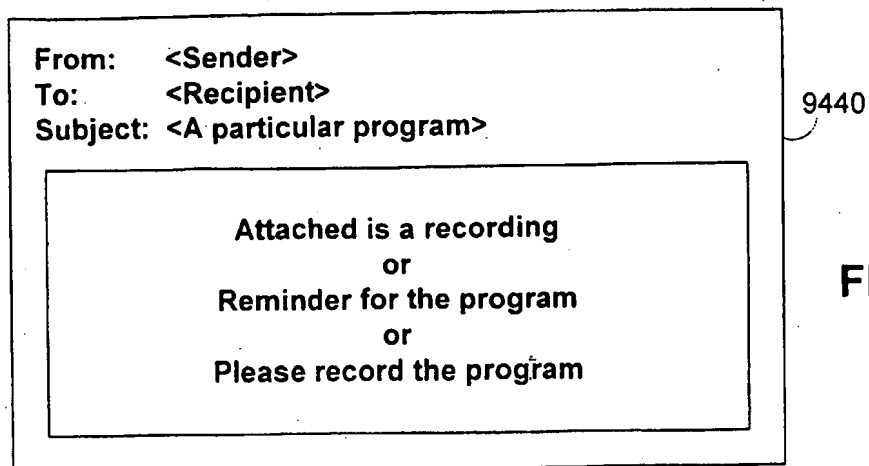 From: <Sender>
To: <Recipient>
Subject: <A particular program>
9440
Attached is a recording
or
Reminder for the program
or
Please record the program